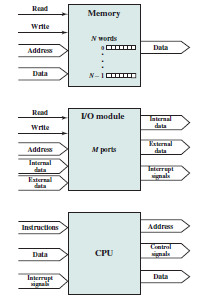 Read
Memory
Write
N words
Address
0
Data
Data
N – 1
Read
I/O module
Internal
data
Write
External
data
Address
M ports
Internal
data
Interrupt
signals
External
data
Instructions
Address
Control
signals
Data
CPU
Interrupt
signals
Data